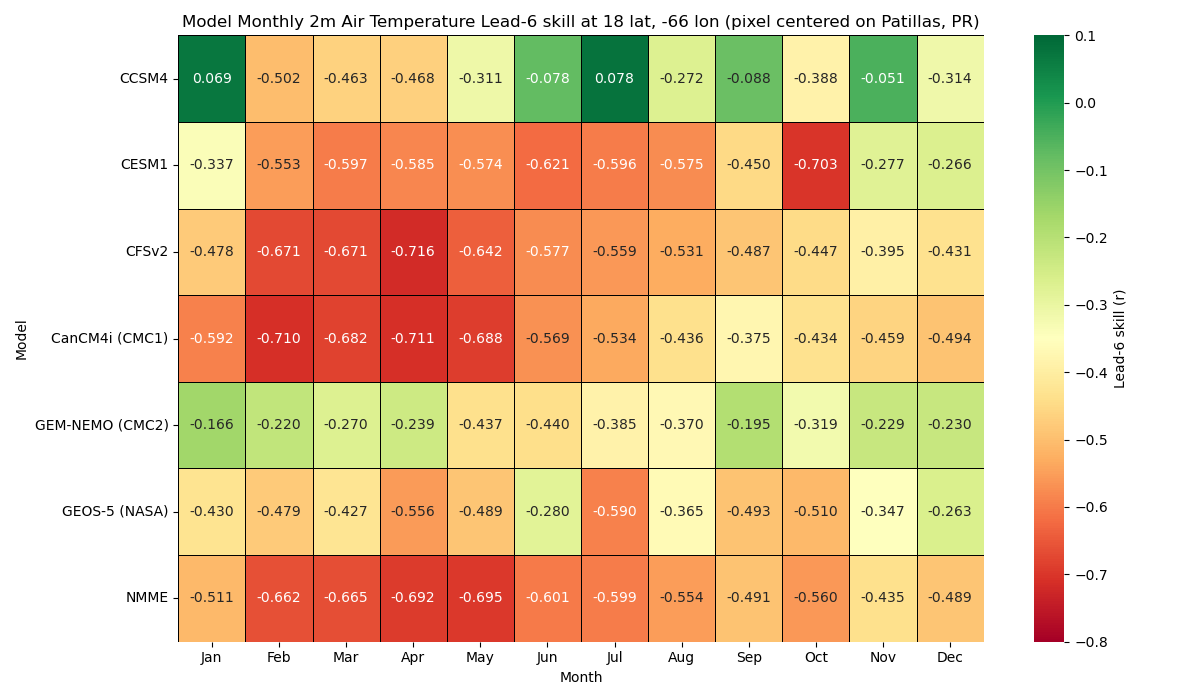 Model Monthly 2m Air Temperature Lead-6 skill at 18 lat, -66 lon (pixel centered on Patillas, PR)
Model
CCSM4 0.069 -0.502 -0.463 -0.468 -0.311 -0.078 0.078 -0.272 -0.088 -0.388 -0.051 -0.314
CESM1 -0.337 -0.553 -0.597 -0.585 -0.574 -0.621 -0.596 -0.575 -0.450 -0.703 -0.277 -0.266
CFSv2 -0.478 -0.671 -0.671 -0.716 -0.642 -0.577 -0.559 -0.531 -0.487 -0.447 -0.395 -0.431
CanCM4i (CMC1) -0.592 -0.710 -0.682 -0.711 -0.688 -0.569 -0.534 -0.436 -0.375 -0.434 -0.459 -0.494
GEM-NEMO (CMC2) -0.166 -0.220 -0.270 -0.239 -0.437 -0.440 -0.385 -0.370 -0.195 -0.319 -0.229 -0.230
GEOS-5 (NASA) -0.430 -0.479 -0.427 -0.556 -0.489 -0.280 -0.590 -0.365 -0.493 -0.510 -0.347 -0.263
NMME -0.511 -0.662 -0.665 -0.692 -0.695 -0.601 -0.599 -0.554 -0.491 -0.560 -0.435 -0.489
Jan Feb Mar Apr May Jun Jul Aug Sep Oct Nov Dec
Month
0.1
0.0
−0.1
−0.2
−0.3
−0.4
−0.5
−0.6
−0.7
−0.8
Lead-6 skill (r)